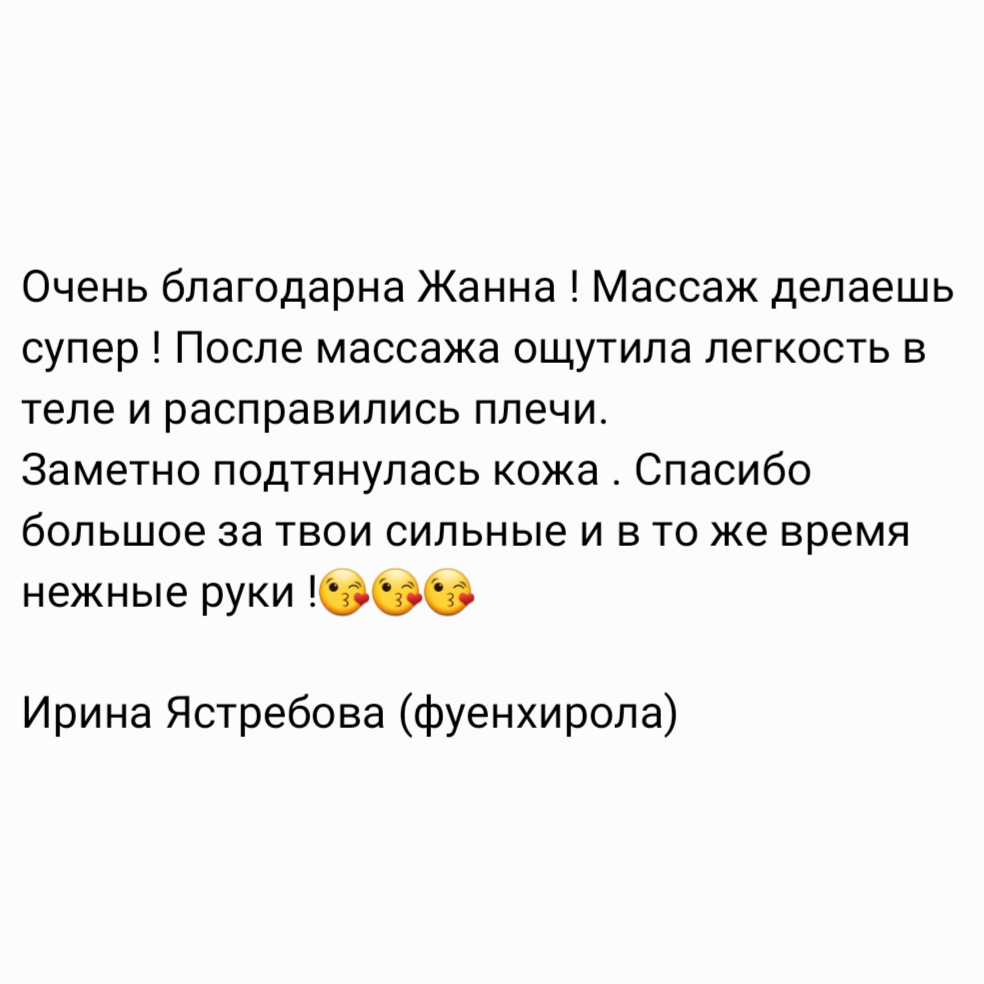 Очень благодарна Жанна ! Массаж делаешь
супер ! После массажа ощутила легкость в
теле и расправились плечи.
Заметно подтянулась кожа . Спасибо
большое за твои сильные и в то же время
нежные руки !😘😘😘
Ирина Ястребова (фуенхирола)